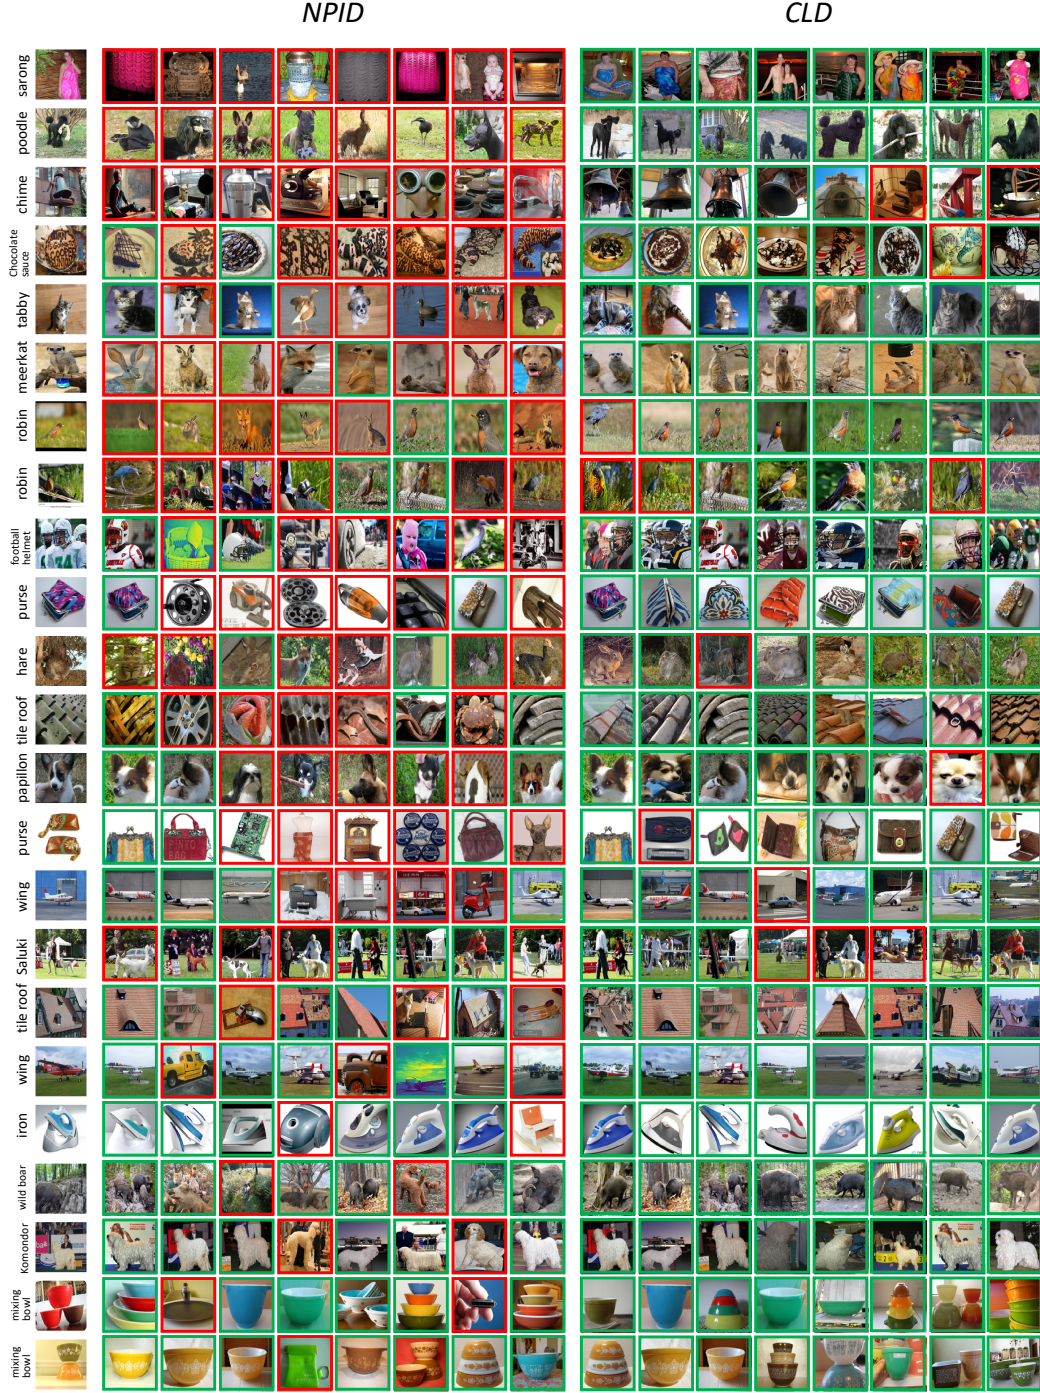 NPID CLD
sarong
poodle
chime
Chocolate
sauce
tabby
meerkat
robin
robin
football
helmet
purse
hare
tile roof
papillon
purse
wing
Saluki
tile roof
wing
iron
wild boar
Komondor
mixing
bowl
mixing
bowl